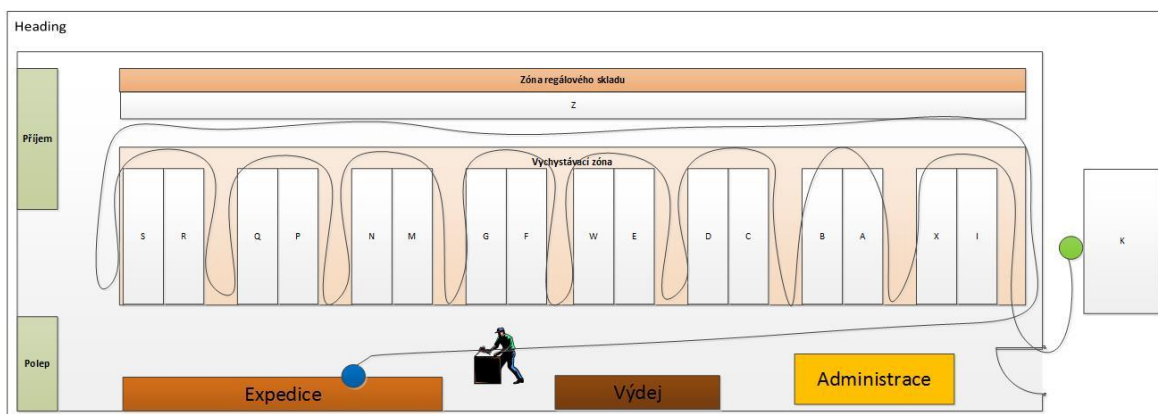 Heading
Zóna regálového skladu
Z
Příjem
Vychystávací zóna
S R Q P N M G F W E D C B A X I
K
Polep
Expedice
Výdej
Administrace